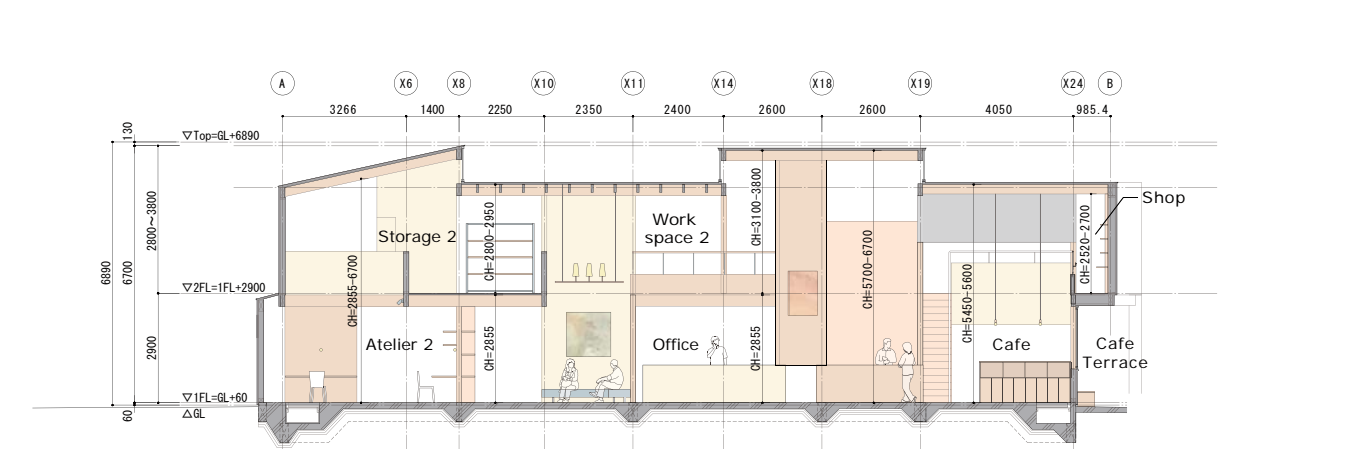 A X6 X8 X10 X11 X14 X18 X19 X24 B
3266 1400 2250 2350 2400 2600 2600 4050 985.4
130
▽Top=GL+6890
6890
6700
2800~3800
2900
60
▽2FL=1FL+2900
▽1FL=GL+60
△GL
Storage 2
CH=2855-6700
Atelier 2
CH=2800-2950
CH=2855
Work
space 2
Office
CH=3100-3800
CH=2855
CH=5700-6700
CH=5450-5600
Cafe
CH=2520-2700
Shop
Cafe
Terrace